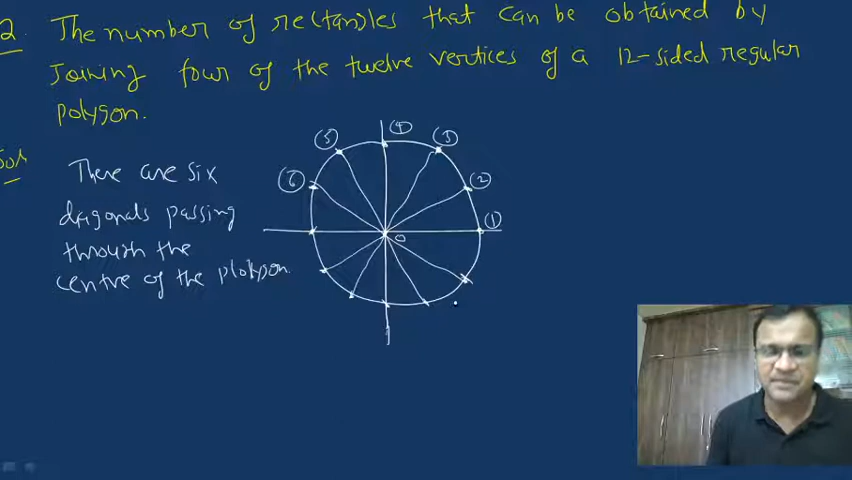 2. The number of rectangles that can be obtained by
Joining four of the twelve vertices of a 12-sided regular
polygon.
Sol
There are six
diagonals passing
through the
centre of the plolygon.
5
4
3
6
2
1
O